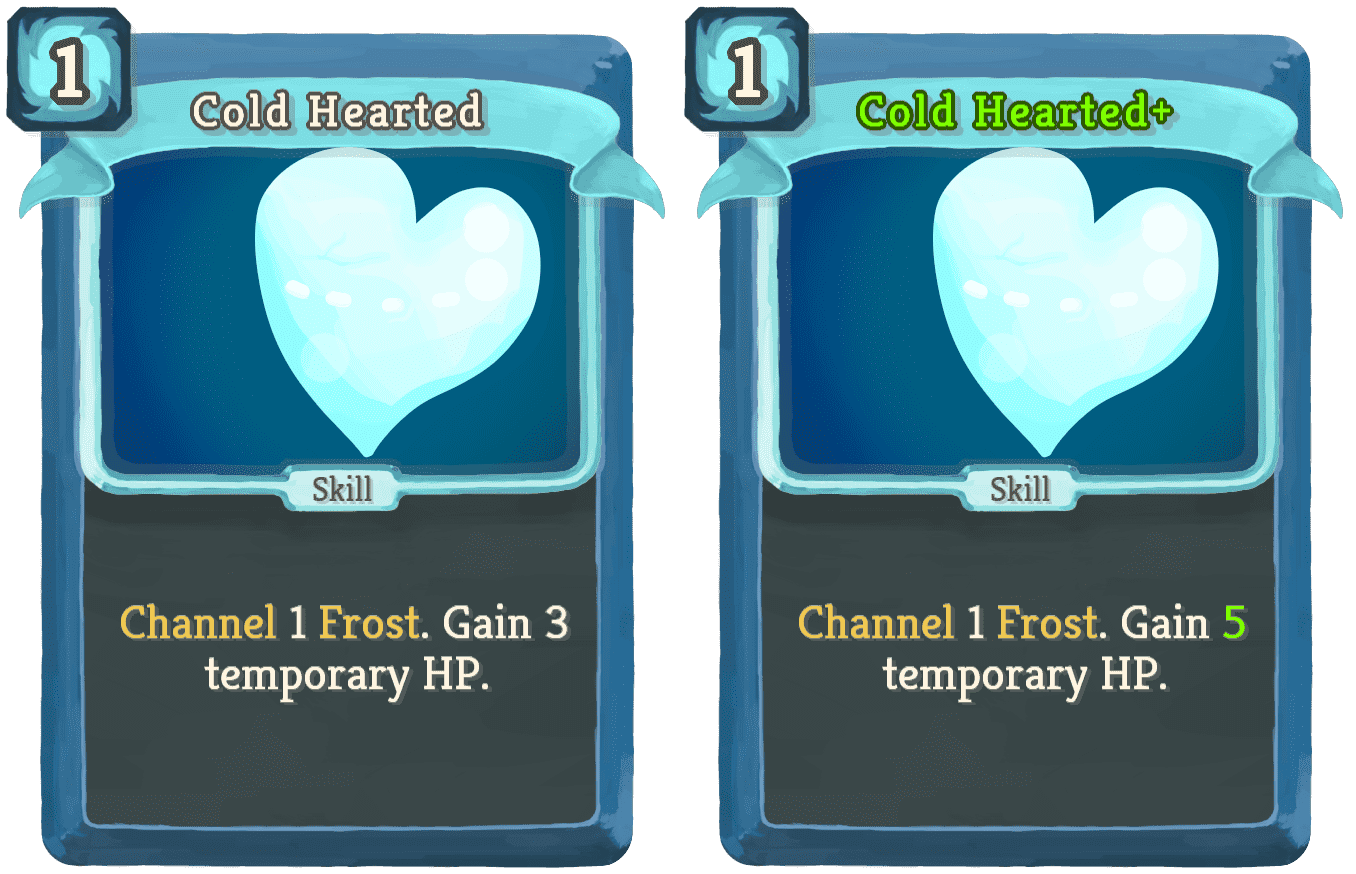 1
Cold Hearted
Skill
Channel 1 Frost. Gain 3
temporary HP.
1
Cold Hearted+
Skill
Channel 1 Frost. Gain 5
temporary HP.